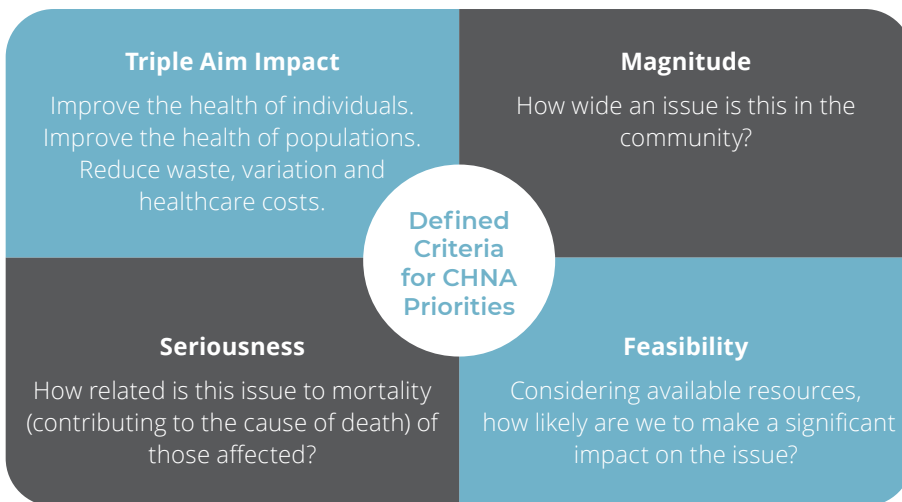 Triple Aim Impact
Improve the health of individuals.
Improve the health of populations.
Reduce waste, variation and
healthcare costs.
Magnitude
How wide an issue is this in the
community?
Defined
Criteria
for CHNA
Priorities
Seriousness
How related is this issue to mortality
(contributing to the cause of death) of
those affected?
Feasibility
Considering available resources,
how likely are we to make a significant
impact on the issue?